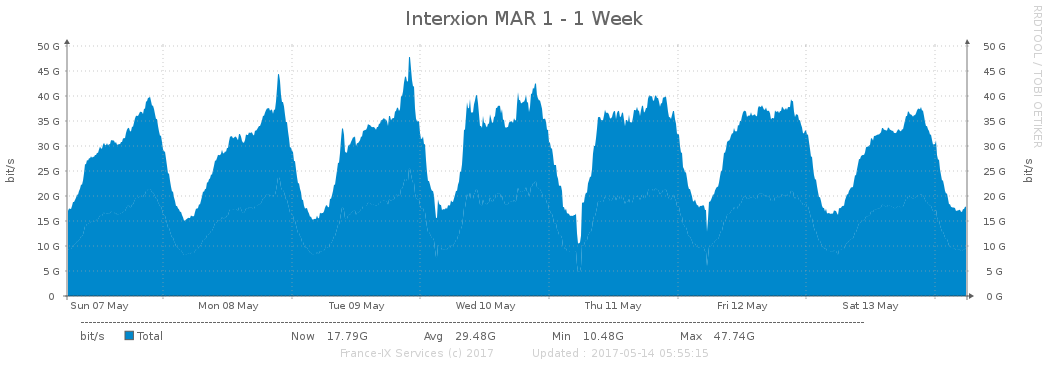 Interxion MAR 1 - 1 Week
RRDTOOL / TOBI OETIKER
50 G 50 G
45 G 45 G
40 G 40 G
35 G 35 G
30 G 30 G
25 G 25 G
20 G 20 G
15 G 15 G
10 G 10 G
5 G 5 G
0 0 G
bit/s bit/s
Sun 07 May Mon 08 May Tue 09 May Wed 10 May Thu 11 May Fri 12 May Sat 13 May
bit/s Total Now 17.79G Avg 29.48G Min 10.48G Max 47.74G
France-IX Services (c) 2017 Updated : 2017-05-14 05:55:15